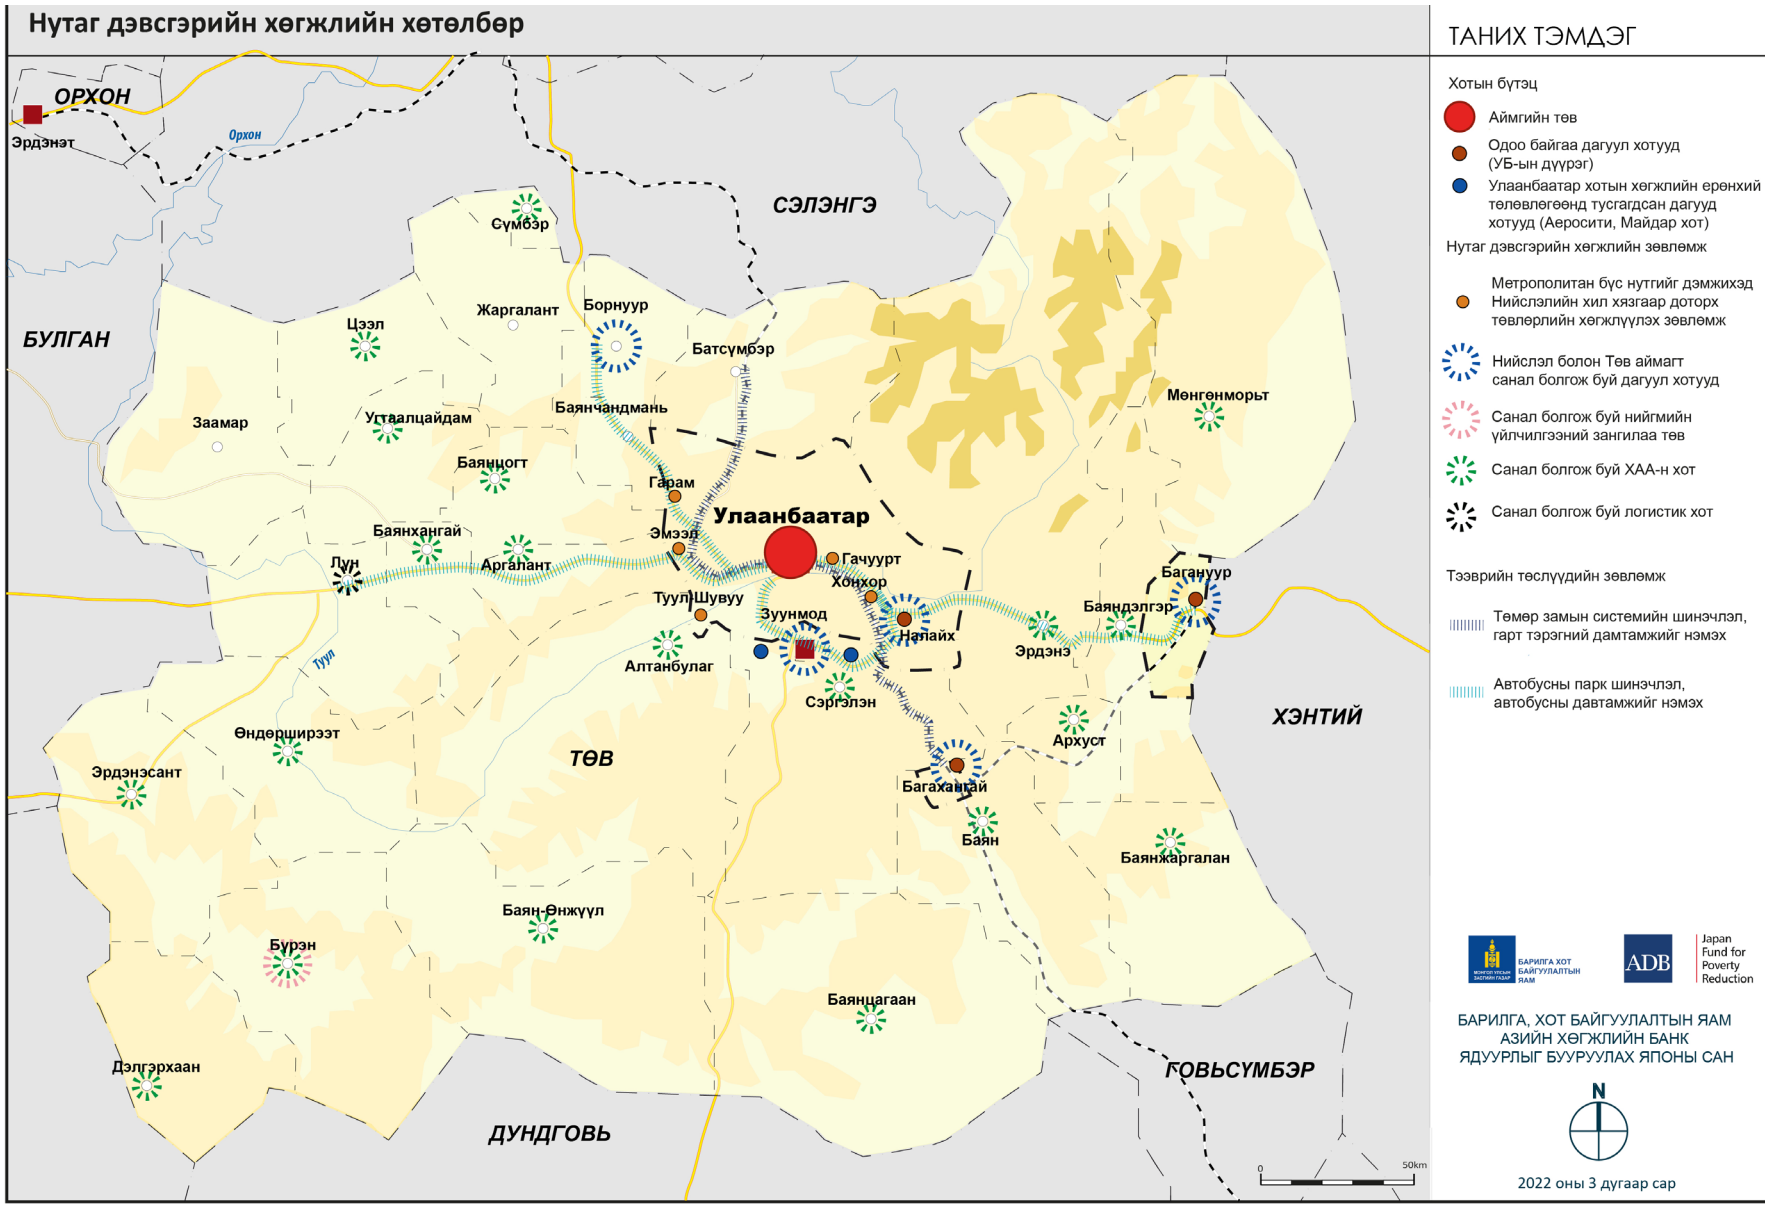 Нутаг дэвсгэрийн хөгжлийн хөтөлбөр
ОРХОН
Эрдэнэт
Орхон
СЭЛЭНГЭ
Сүмбэр
БУЛГАН
Цээл
Жаргалант
Борнуур
Батсүмбэр
Заамар
Угтаалцайдам
Баянчандмань
Мөнгөнморьт
Баянцогт
Гарам
Улаанбаатар
Баянхангай
Эмээл
Лүн
Аргалант
Гачуурт
Хонхор
Багануур
Туул-Шувуу
Зуунмод
Баяндэлгэр
Налайх
Эрдэнэ
Туул
Алтанбулаг
Сэргэлэн
ХЭНТИЙ
Өндөрширээт
Архуст
ТӨВ
Эрдэнэсант
Багахангай
Баян
Баянжаргалан
Баян-Өнжүүл
Бүрэн
Баянцагаан
Дэлгэрхаан
ГОВЬСҮМБЭР
ДУНДГОВЬ
0
50km
ТАНИХ ТЭМДЭГ
Хотын бүтэц
Аймгийн төв
Одоо байгаа дагуул хотууд
(УБ-ын дүүрэг)
Улаанбаатар хотын хөгжлийн ерөнхий
төлөвлөгөөнд тусгагдсан дагууд
хотууд (Аеросити, Майдар хот)
Нутаг дэвсгэрийн хөгжлийн зөвлөмж
Метрополитан бүс нутгийг дэмжихэд
Нийслэлийн хил хязгаар доторх
төвлөрлийн хөгжлүүлэх зөвлөмж
Нийслэл болон Төв аймагт
санал болгож буй дагуул хотууд
Санал болгож буй нийгмийн
үйлчилгээний зангилаа төв
Санал болгож буй ХАА-н хот
Санал болгож буй логистик хот
Тээврийн төслүүдийн зөвлөмж
Төмөр замын системийн шинэчлэл,
гарт тэрэгний дамтамжийг нэмэх
Автобусны парк шинэчлэл,
автобусны давтамжийг нэмэх
МОНГОЛ УЛСЫН
ЗАСГИЙН ГАЗАР
БАРИЛГА ХОТ
БАЙГУУЛАЛТЫН
ЯАМ
ADB
Japan
Fund for
Poverty
Reduction
БАРИЛГА, ХОТ БАЙГУУЛАЛТЫН ЯАМ
АЗИЙН ХӨГЖЛИЙН БАНК
ЯДУУРЛЫГ БУУРУУЛАХ ЯПОНЫ САН
N
2022 оны 3 дугаар сар